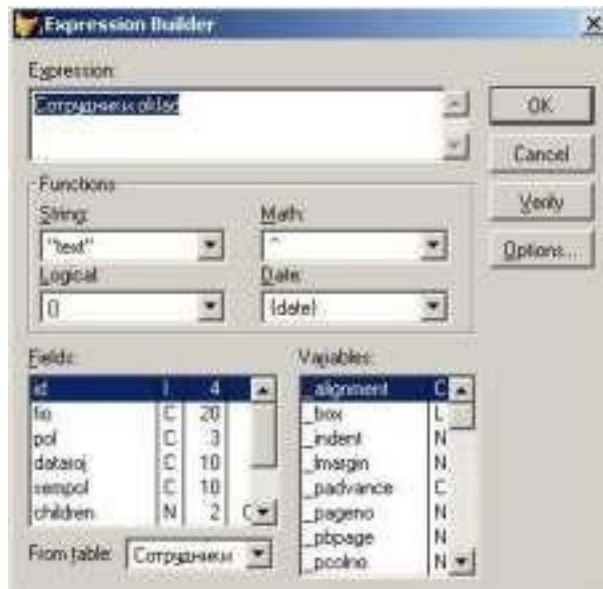 Expression Builder
Expression:
Сотрудники.oklad
OK
Cancel
Verify
Options...
Functions
String:
"text"
Math:
^
Logical:
()
Date:
{date}
Fields:
id I 4
fio C 20
pol C 3
dataroj C 10
sempol C 10
children N 2
Variables:
_alignment C
_box L
_indent N
_lmargin N
_padvance C
_pageno N
_pbpage N
_pcolno N
From table:
Сотрудники